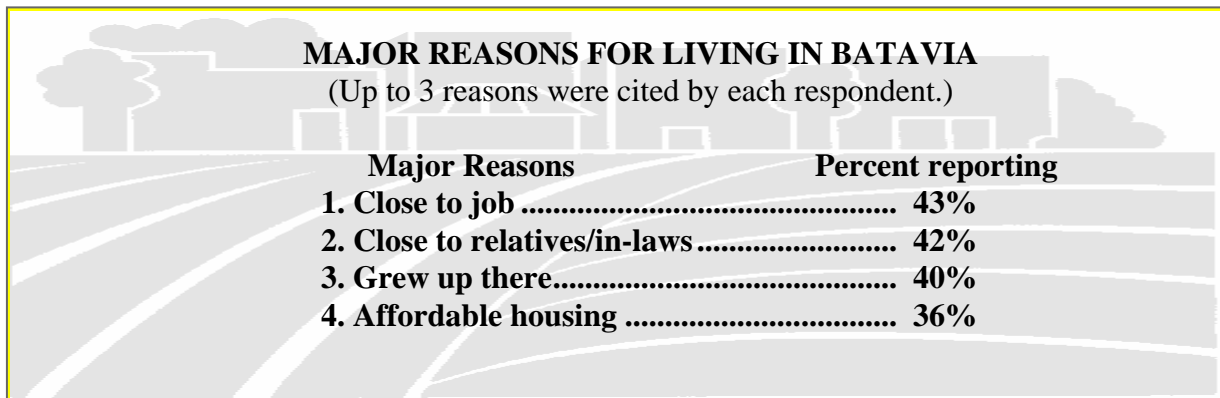 MAJOR REASONS FOR LIVING IN BATAVIA
(Up to 3 reasons were cited by each respondent.)
Major Reasons Percent reporting
1. Close to job .......................................................... 43%
2. Close to relatives/in-laws ............................... 42%
3. Grew up there..................................................... 40%
4. Affordable housing .......................................... 36%